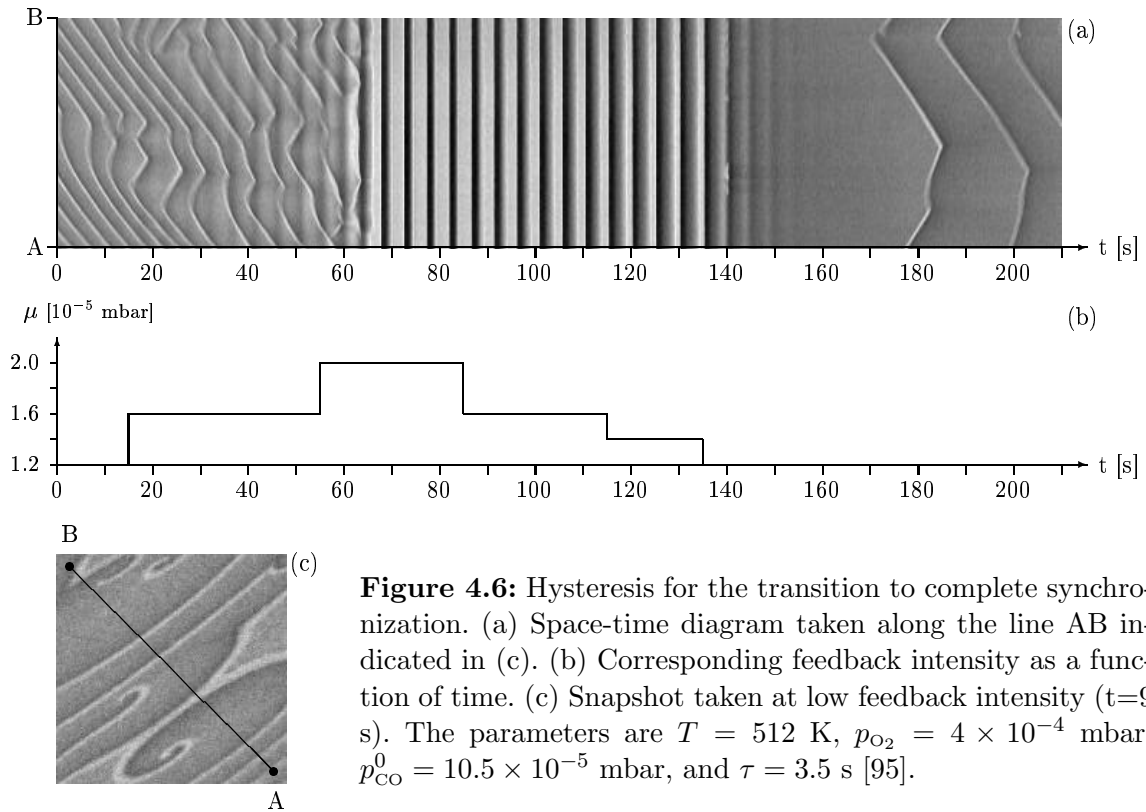 B
(a)
A
t [s]
0 20 40 60 80 100 120 140 160 180 200
μ [10⁻⁵ mbar]
(b)
2.0
1.6
1.2
t [s]
0 20 40 60 80 100 120 140 160 180 200
B
(c)
A
Figure 4.6: Hysteresis for the transition to complete synchro-
nization. (a) Space-time diagram taken along the line AB in-
dicated in (c). (b) Corresponding feedback intensity as a func-
tion of time. (c) Snapshot taken at low feedback intensity (t=9
s). The parameters are T = 512 K, p_O₂ = 4 × 10⁻⁴ mbar
p⁰_CO = 10.5 × 10⁻⁵ mbar, and τ = 3.5 s [95].